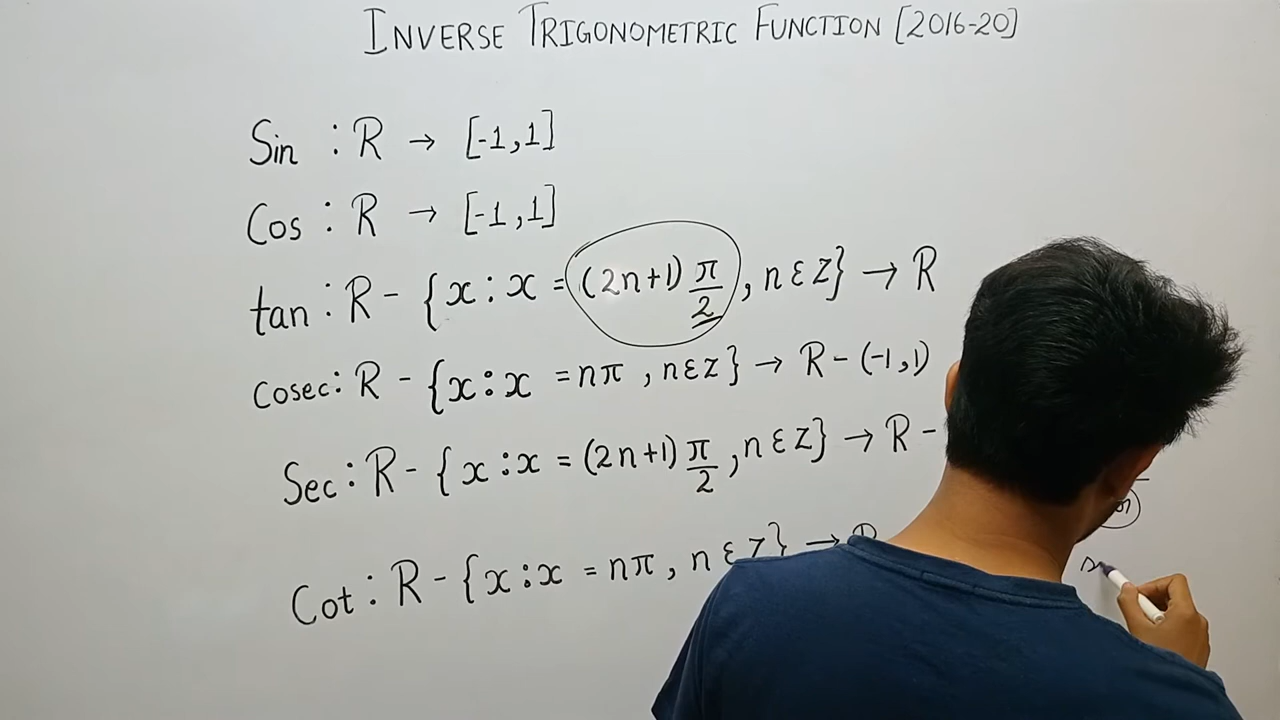 INVERSE TRIGONOMETRIC FUNCTION [2016-20]
Sin : R → [-1,1]
Cos : R → [-1,1]
tan : R - {x : x = (2n+1) π/2 , n ε Z} → R
cosec : R - {x : x = nπ , n ε z} → R - (-1,1)
Sec : R - {x : x = (2n+1) π/2 , n ε Z} → R -
Cot : R - {x : x = nπ , n ε Z} → R